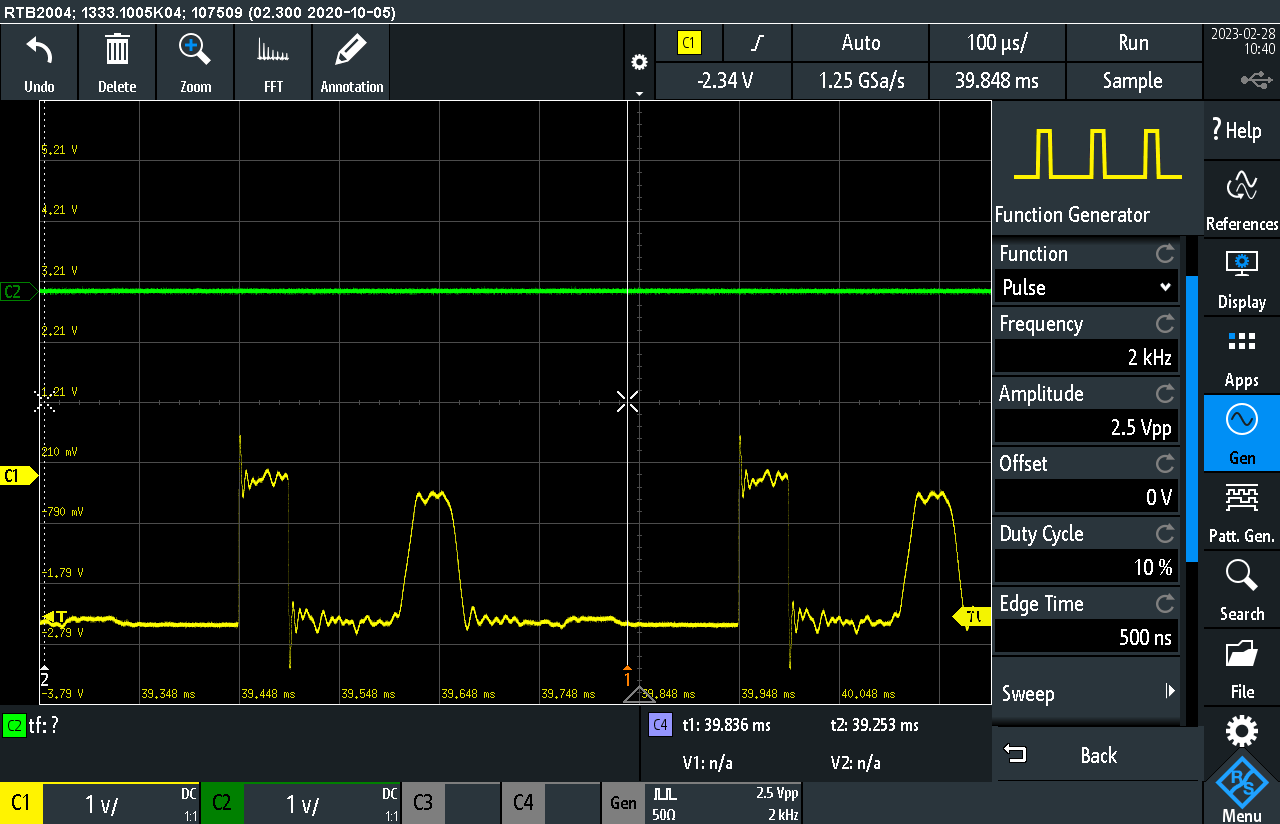 RTB2004; 1333.1005K04; 107509 (02.300 2020-10-05)
Undo
Delete
Zoom
FFT
Annotation
C1
Auto
100 µs/
Run
-2.34 V
1.25 GSa/s
39.848 ms
Sample
2023-02-28
10:40
5.21 V
4.21 V
3.21 V
C2
2.21 V
1.21 V
210 mV
C1
-790 mV
-1.79 V
T
-2.79 V
2
1
-3.79 V
39.348 ms
39.448 ms
39.548 ms
39.648 ms
39.748 ms
39.848 ms
39.948 ms
40.048 ms
Function Generator
Function
Pulse
Frequency
2 kHz
Amplitude
2.5 Vpp
Offset
0 V
Duty Cycle
10 %
Edge Time
500 ns
Sweep
Back
? Help
References
Display
Apps
Gen
Patt. Gen.
Search
File
Menu
C2 tf: ?
C4 t1: 39.836 ms t2: 39.253 ms
V1: n/a V2: n/a
C1
1 V/
DC
1:1
C2
1 V/
DC
1:1
C3
C4
Gen
50Ω
2.5 Vpp
2 kHz
R&S